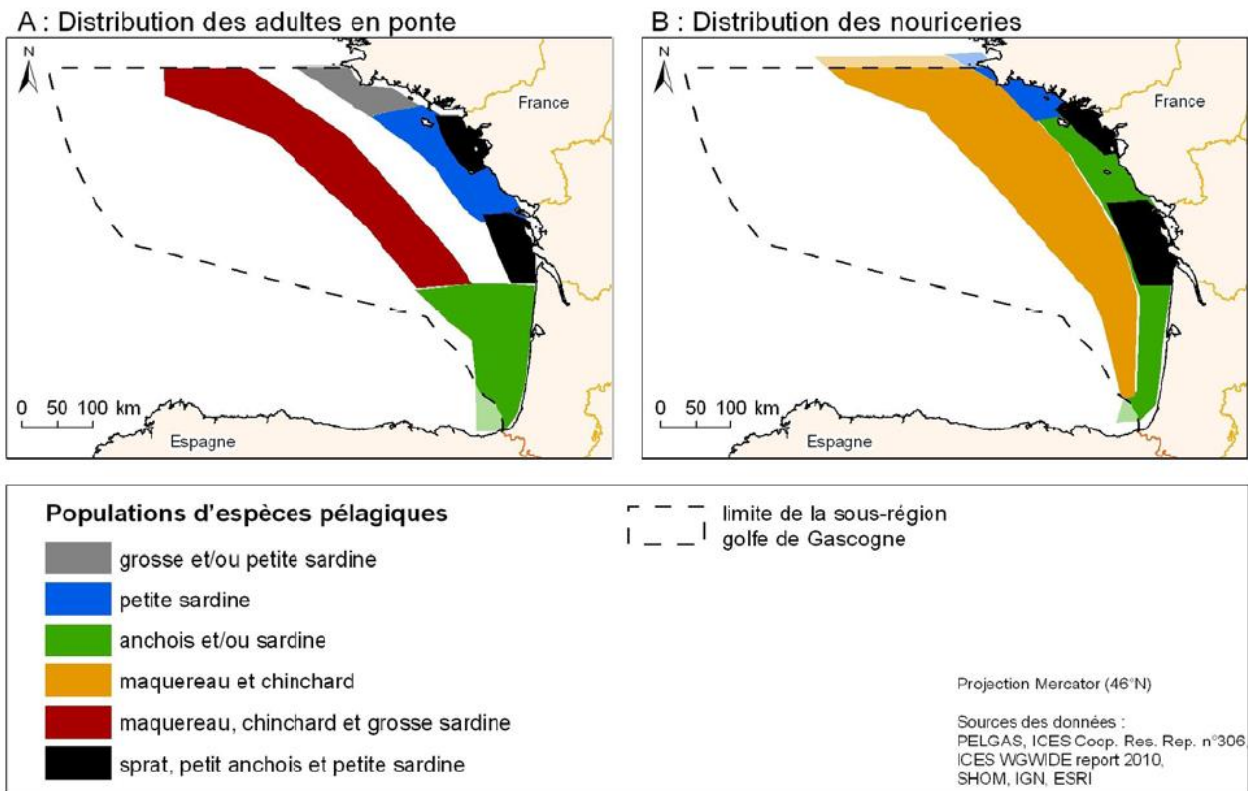 A : Distribution des adultes en ponte
B : Distribution des nouriceries
N
France
0 50 100 km
Espagne
N
France
0 50 100 km
Espagne
Populations d'espèces pélagiques
grosse et/ou petite sardine
petite sardine
anchois et/ou sardine
maquereau et chinchard
maquereau, chinchard et grosse sardine
sprat, petit anchois et petite sardine
limite de la sous-région
golfe de Gascogne
Projection Mercator (46°N)
Sources des données :
PELGAS, ICES Coop. Res. Rep. n°306,
ICES WGWIDE report 2010,
SHOM, IGN, ESRI